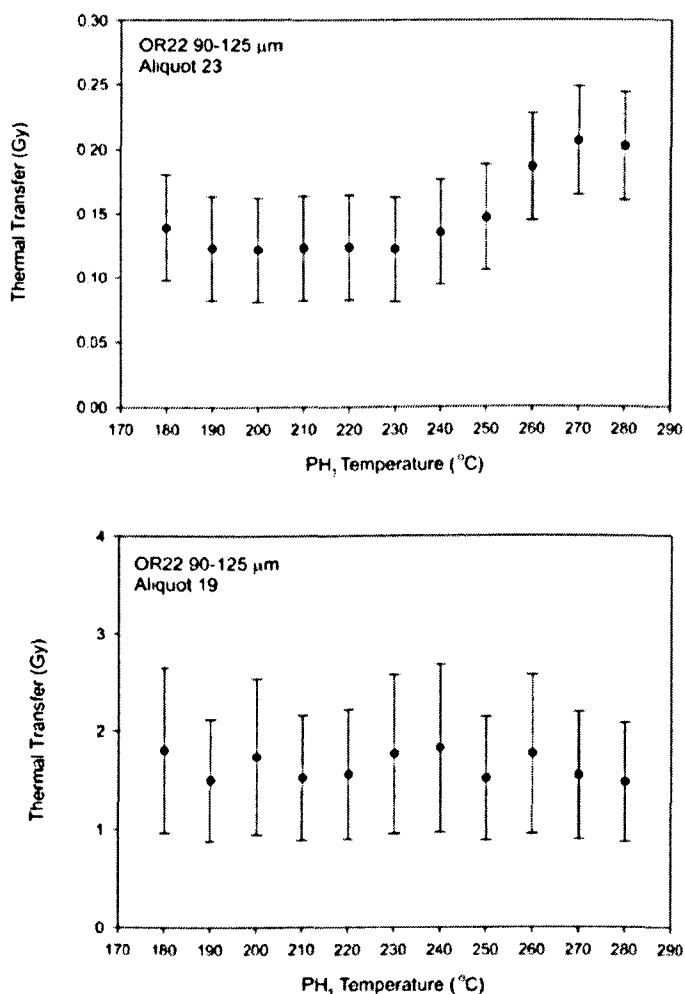 OR22 90-125 μm
Aliquot 23
Thermal Transfer (Gy)
0.30
0.25
0.20
0.15
0.10
0.05
0.00
170 180 190 200 210 220 230 240 250 260 270 280 290
PH₁ Temperature (°C)
OR22 90-125 μm
Aliquot 19
Thermal Transfer (Gy)
4
3
2
1
0
170 180 190 200 210 220 230 240 250 260 270 280 290
PH₁ Temperature (°C)